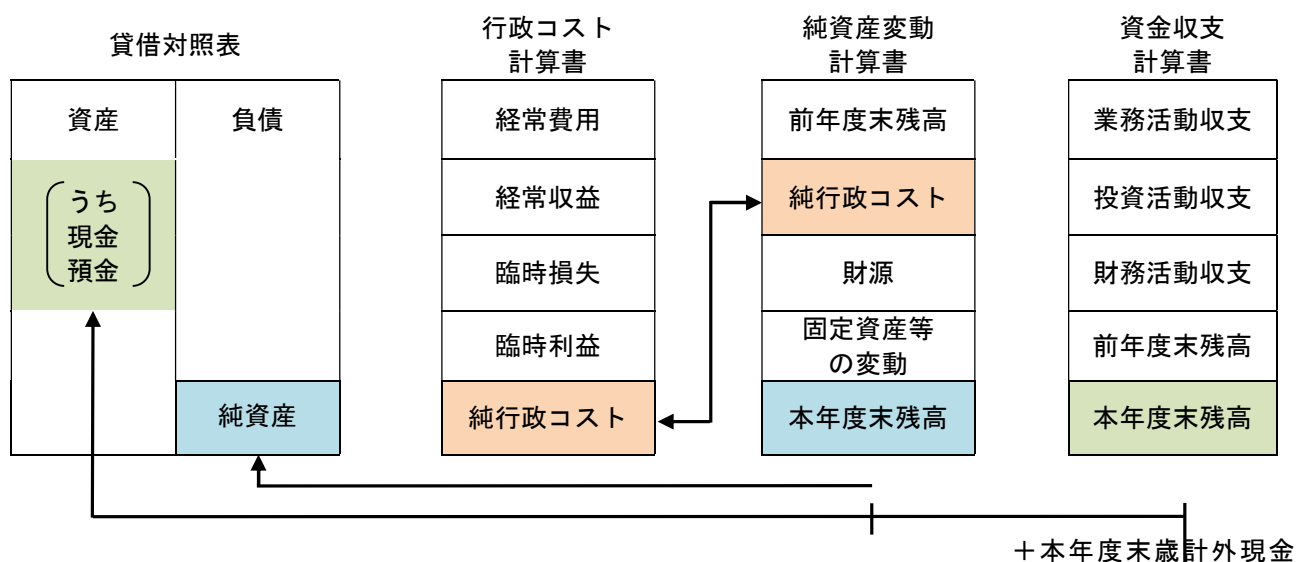 貸借対照表
資産
負債
うち
現金
預金
純資産
行政コスト
計算書
経常費用
経常収益
臨時損失
臨時利益
純行政コスト
純資産変動
計算書
前年度末残高
純行政コスト
財源
固定資産等
の変動
本年度末残高
資金収支
計算書
業務活動収支
投資活動収支
財務活動収支
前年度末残高
本年度末残高
＋本年度末歳計外現金